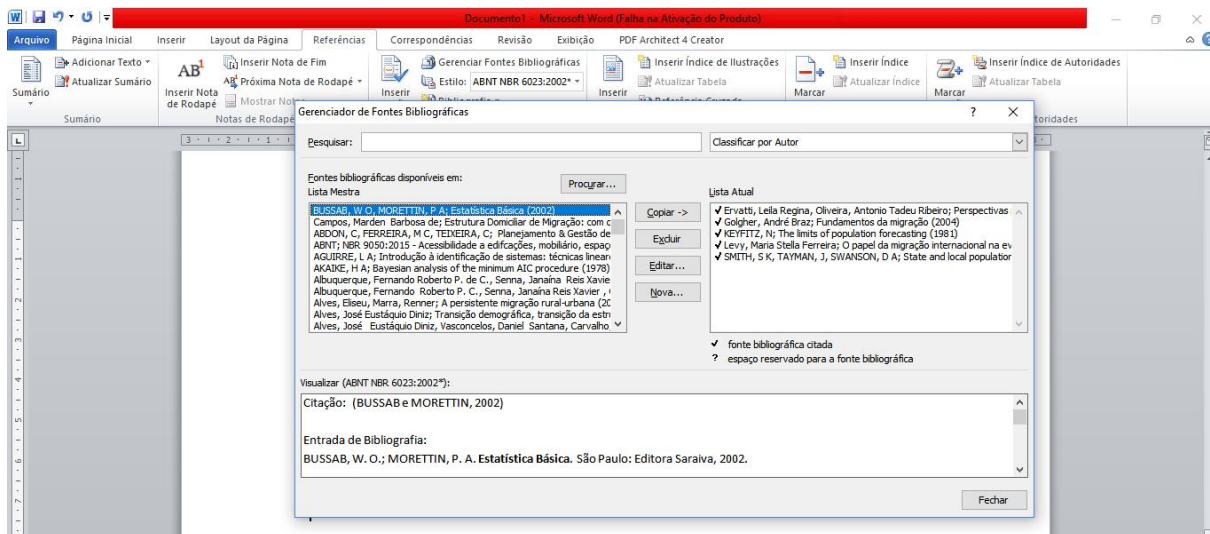 Documento1 - Microsoft Word (Falha na Ativação do Produto)
Arquivo Página Inicial Inserir Layout da Página Referências Correspondências Revisão Exibição PDF Architect 4 Creator
Adicionar Texto
Atualizar Sumário
Sumário
Sumário
AB1
Inserir Nota de Rodapé
Inserir Nota de Fim
Próxima Nota de Rodapé
Mostrar Notas
Notas de Rodapé
Inserir
Gerenciar Fontes Bibliográficas
Estilo: ABNT NBR 6023:2002*
Bibliografia
Inserir
Inserir Índice de Ilustrações
Atualizar Tabela
Referência Cruzada
Marcar
Inserir Índice
Atualizar Índice
Marcar
Inserir Índice de Autoridades
Atualizar Tabela
Gerenciador de Fontes Bibliográficas
Pesquisar:
Classificar por Autor
Fontes bibliográficas disponíveis em:
Lista Mestra
Procurar...
Lista Atual
BUSSAB, W O, MORETTIN, P A; Estatística Básica (2002)
Campos, Marden Barbosa de; Estrutura Domiciliar de Migração: com c
ABDON, C, FERREIRA, M C, TEIXEIRA, C; Planejamento & Gestão de
ABNT; NBR 9050:2015 - Acessibilidade a edifcações, mobiliário, espaço
AGUIRRE, L A; Introdução à identificação de sistemas: técnicas linear
AKAIKE, H A; Bayesian analysis of the minimum AIC procedure (1978)
Albuquerque, Fernando Roberto P. de C., Senna, Janaína Reis Xavie
Albuquerque, Fernando Roberto P. C., Senna, Janaína Reis Xavier ,
Alves, Eliseu, Marra, Renner; A persistente migração rural-urbana (20
Alves, José Eustáquio Diniz; Transição demográfica, transição da estru
Alves, José Eustáquio Diniz, Vasconcelos, Daniel Santana, Carvalho,
Copiar ->
Excluir
Editar...
Nova...
✓ Ervatti, Leila Regina, Oliveira, Antonio Tadeu Ribeiro; Perspectivas
✓ Golgher, André Braz; Fundamentos da migração (2004)
✓ KEYFITZ, N; The limits of population forecasting (1981)
✓ Levy, Maria Stella Ferreira; O papel da migração internacional na ev
✓ SMITH, S K, TAYMAN, J, SWANSON, D A; State and local population
✓ fonte bibliográfica citada
? espaço reservado para a fonte bibliográfica
Visualizar (ABNT NBR 6023:2002*):
Citação: (BUSSAB e MORETTIN, 2002)
Entrada de Bibliografia:
BUSSAB, W. O.; MORETTIN, P. A. Estatística Básica. São Paulo: Editora Saraiva, 2002.
Fechar